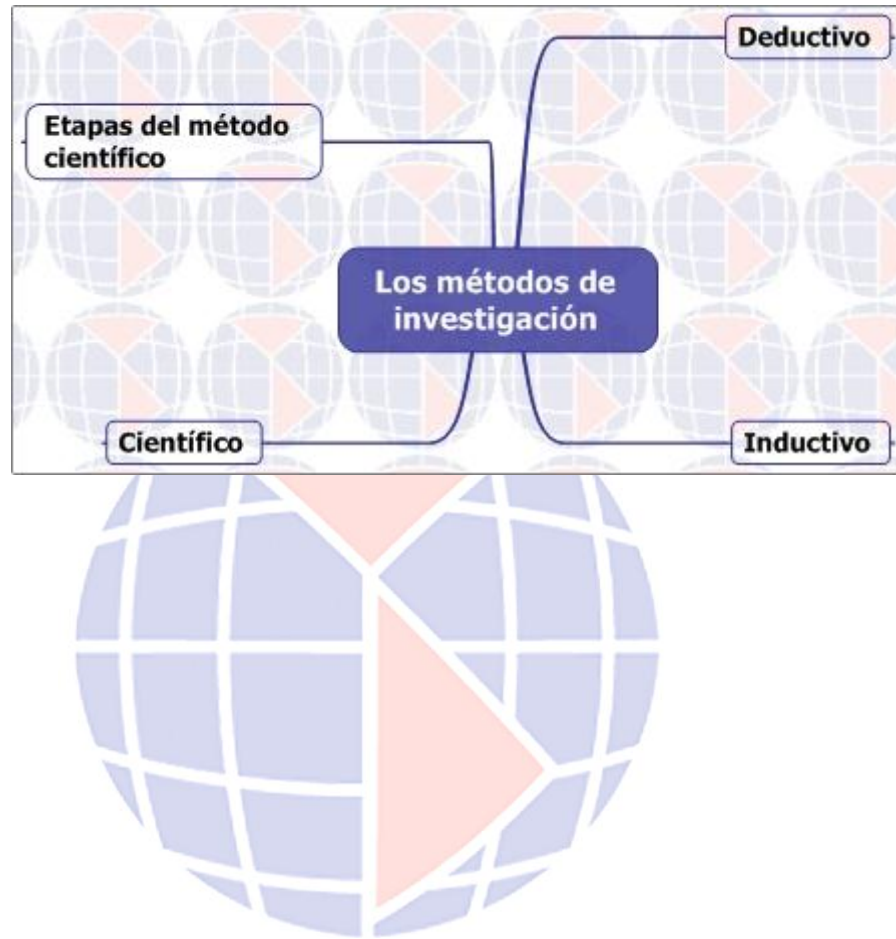 Deductivo
Etapas del método
científico
Los métodos de
investigación
Científico
Inductivo